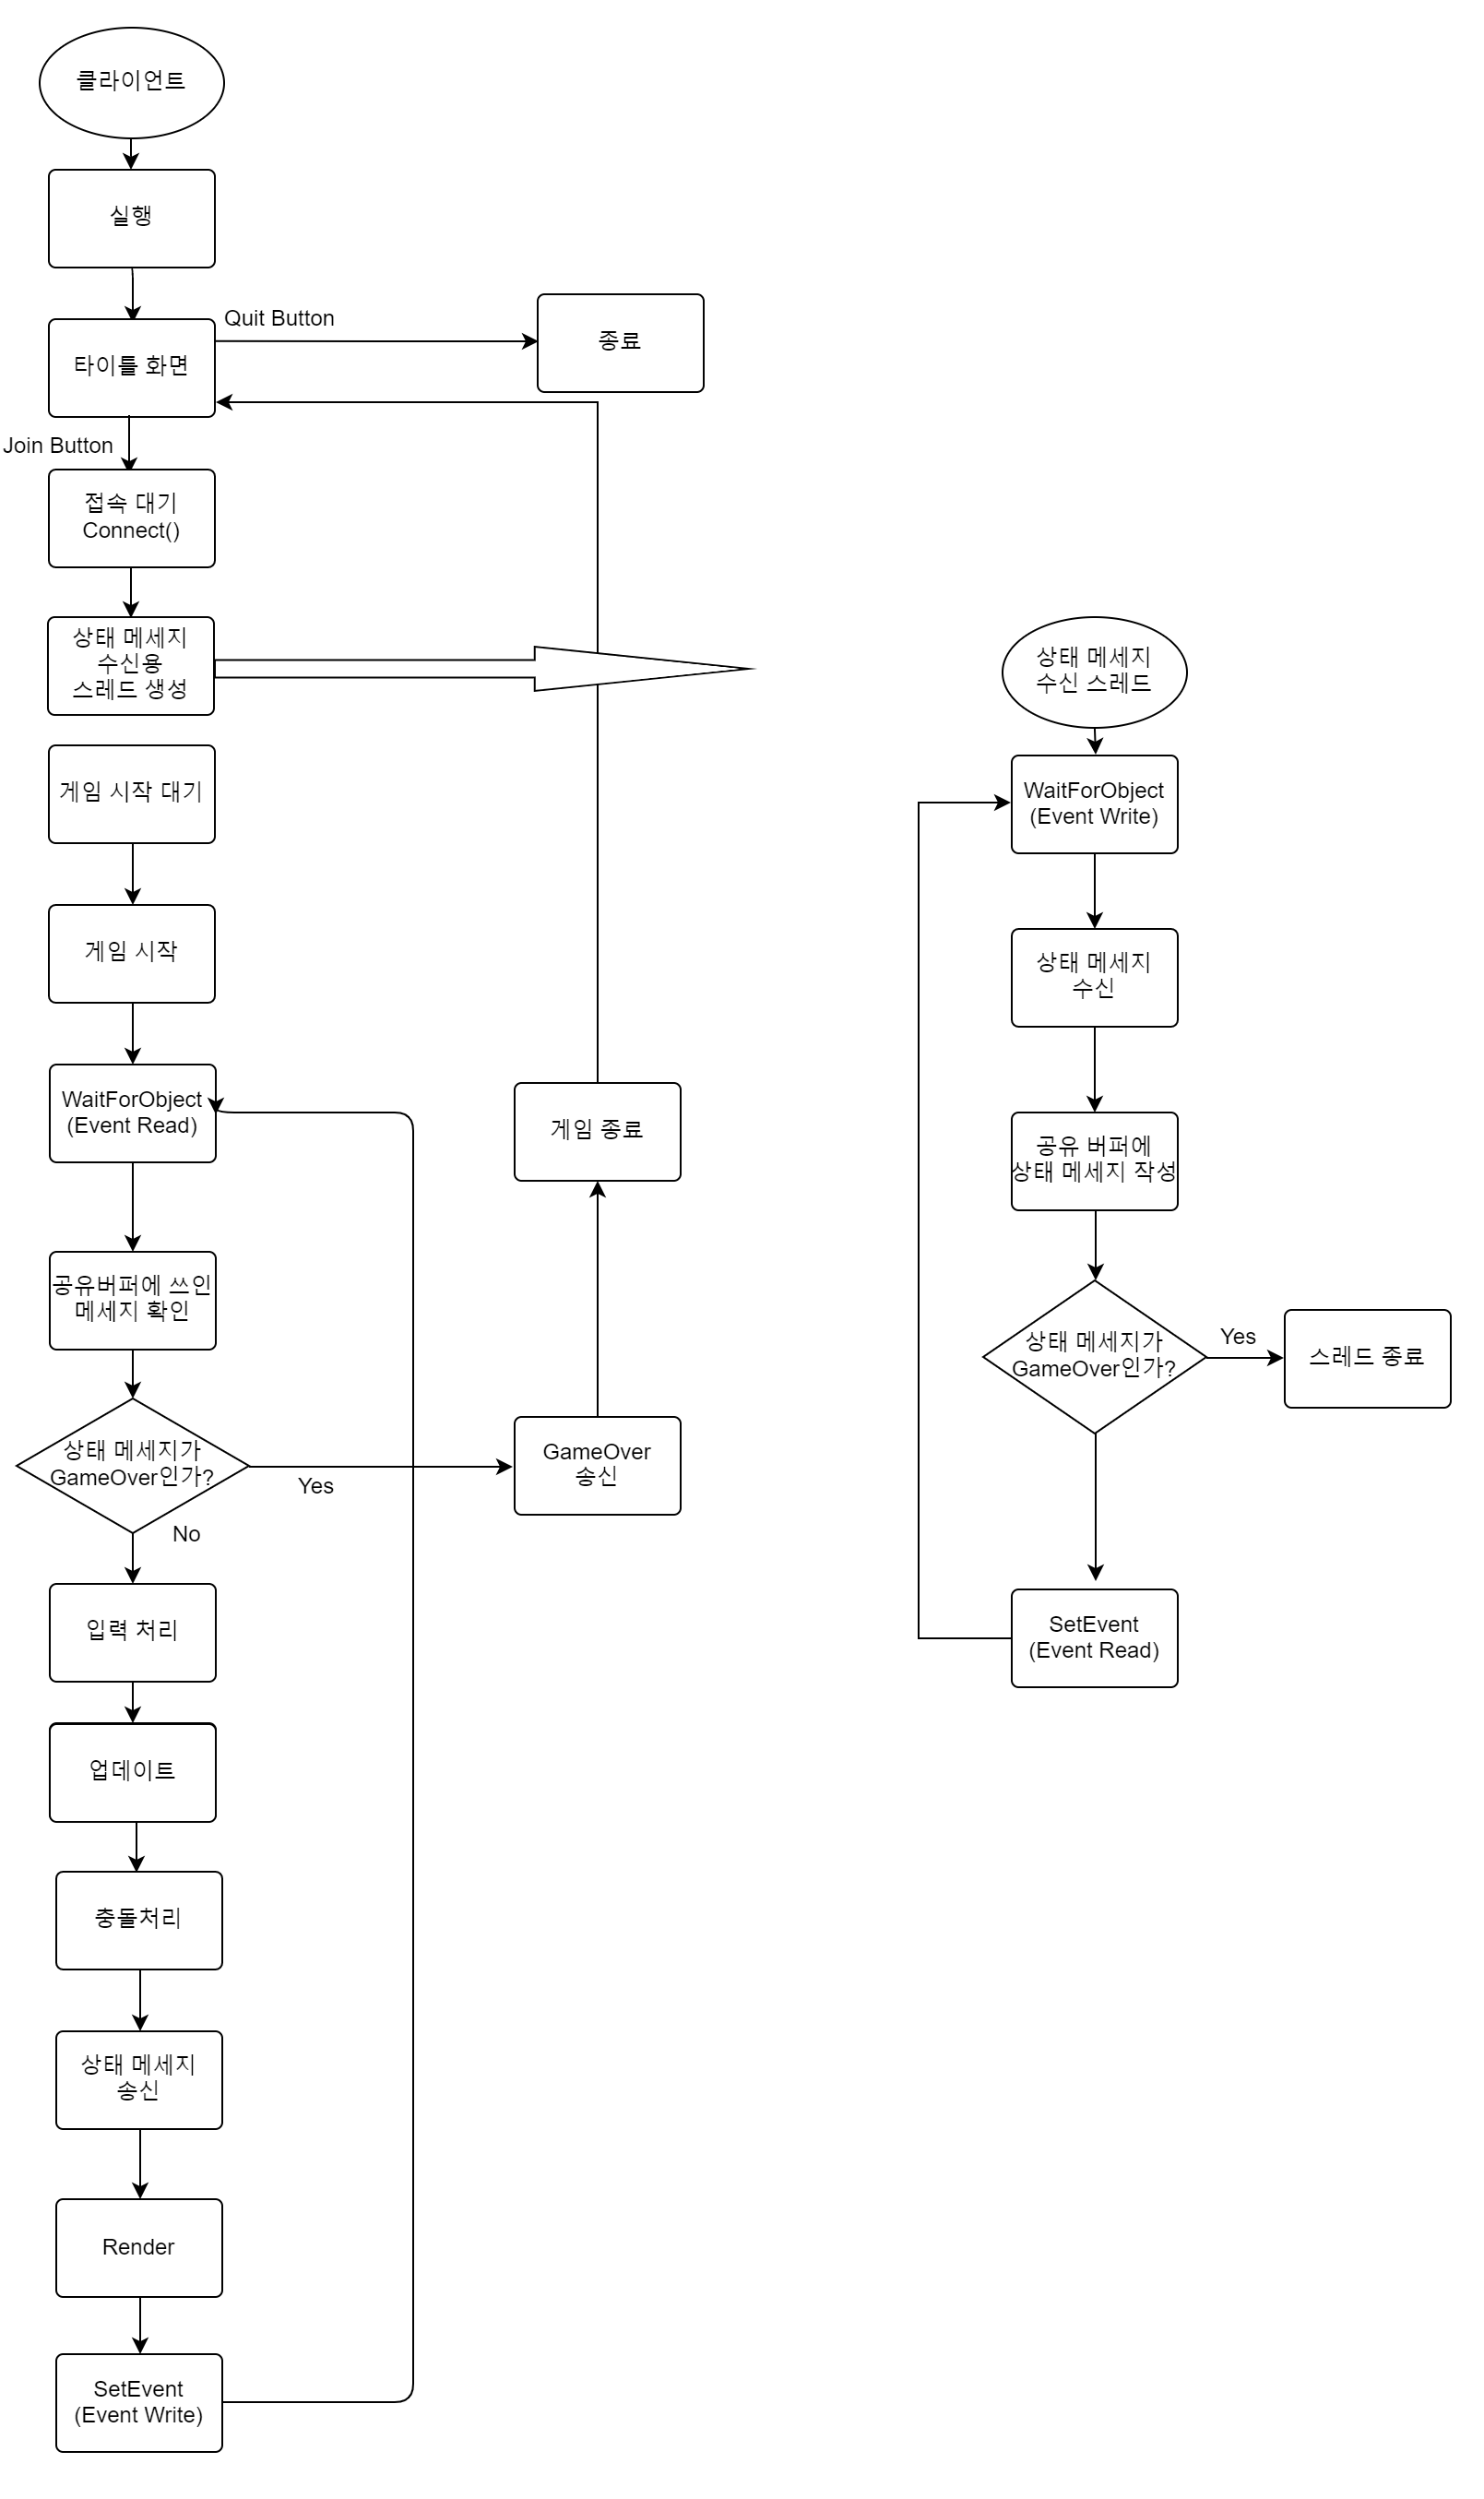 클라이언트
실행
타이틀 화면
Quit Button
종료
Join Button
접속 대기
Connect()
상태 메세지
수신용
스레드 생성
게임 시작 대기
게임 시작
WaitForObject
(Event Read)
공유버퍼에 쓰인
메세지 확인
상태 메세지가
GameOver인가?
Yes
No
GameOver
송신
게임 종료
입력 처리
업데이트
충돌처리
상태 메세지
송신
Render
SetEvent
(Event Write)
상태 메세지
수신 스레드
WaitForObject
(Event Write)
상태 메세지
수신
공유 버퍼에
상태 메세지 작성
상태 메세지가
GameOver인가?
Yes
스레드 종료
SetEvent
(Event Read)